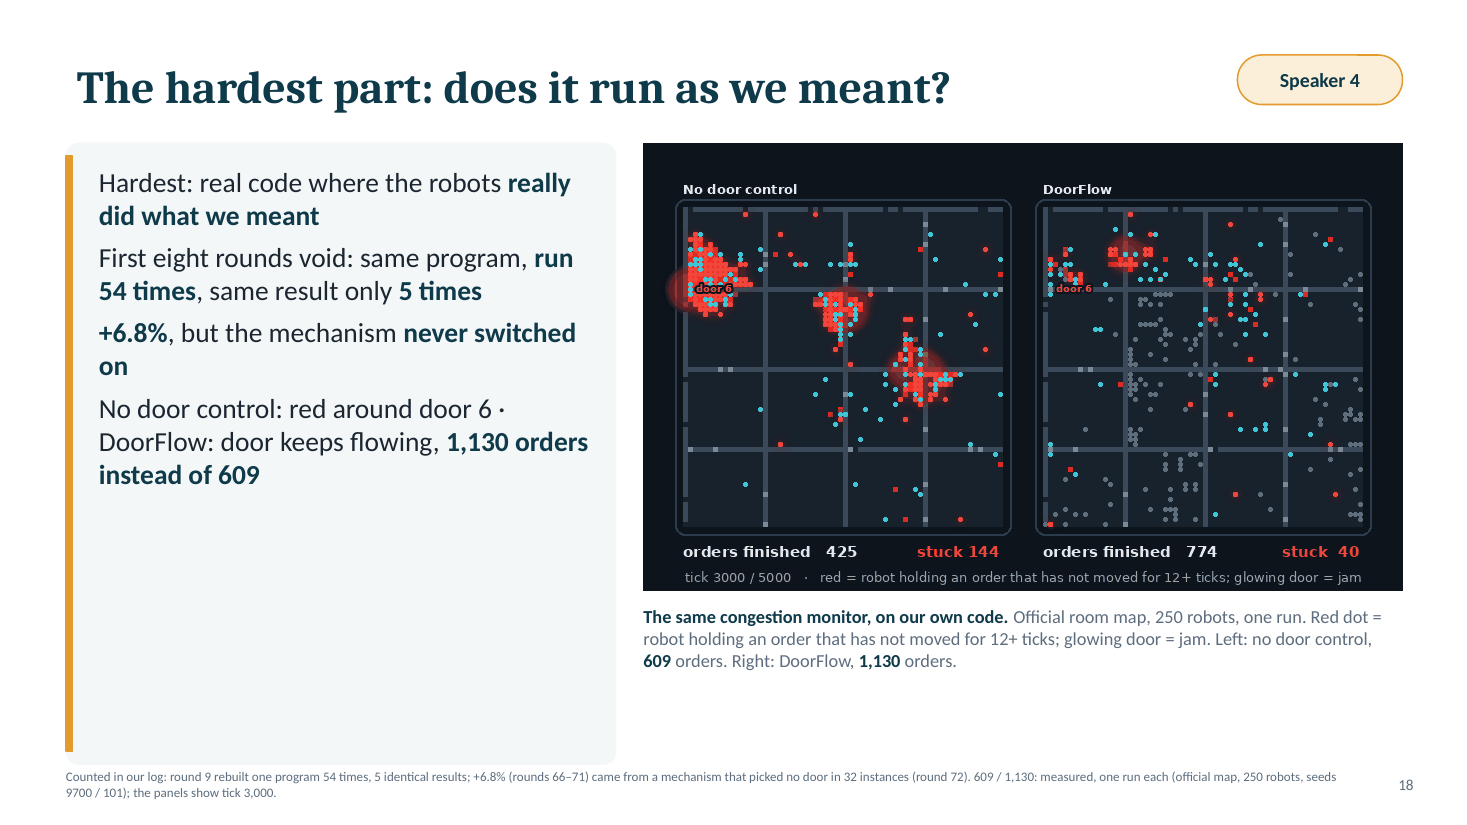 The hardest part: does it run as we meant?
Speaker 4
Hardest: real code where the robots really
did what we meant
First eight rounds void: same program, run
54 times, same result only 5 times
+6.8%, but the mechanism never switched
on
No door control: red around door 6 ·
DoorFlow: door keeps flowing, 1,130 orders
instead of 609
No door control
door 6
orders finished 425
stuck 144
DoorFlow
door 6
orders finished 774
stuck 40
tick 3000 / 5000 · red = robot holding an order that has not moved for 12+ ticks; glowing door = jam
The same congestion monitor, on our own code. Official room map, 250 robots, one run. Red dot =
robot holding an order that has not moved for 12+ ticks; glowing door = jam. Left: no door control,
609 orders. Right: DoorFlow, 1,130 orders.
Counted in our log: round 9 rebuilt one program 54 times, 5 identical results; +6.8% (rounds 66–71) came from a mechanism that picked no door in 32 instances (round 72). 609 / 1,130: measured, one run each (official map, 250 robots, seeds
9700 / 101); the panels show tick 3,000.
18